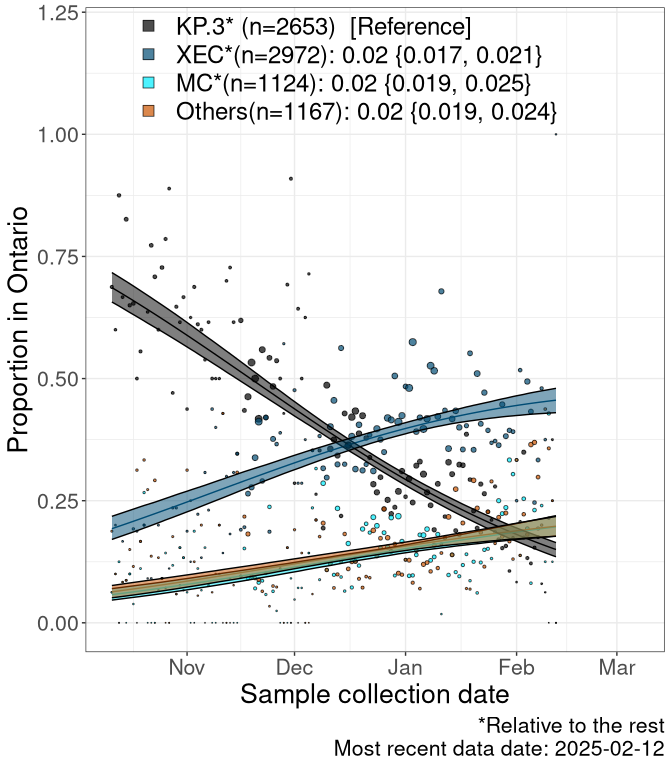 KP.3* (n=2653)  [Reference]
XEC*(n=2972): 0.02 {0.017, 0.021}
MC*(n=1124): 0.02 {0.019, 0.025}
Others(n=1167): 0.02 {0.019, 0.024}
1.25
1.00
0.75
0.50
0.25
0.00
Proportion in Ontario
Nov Dec Jan Feb Mar
Sample collection date
*Relative to the rest
Most recent data date: 2025-02-12